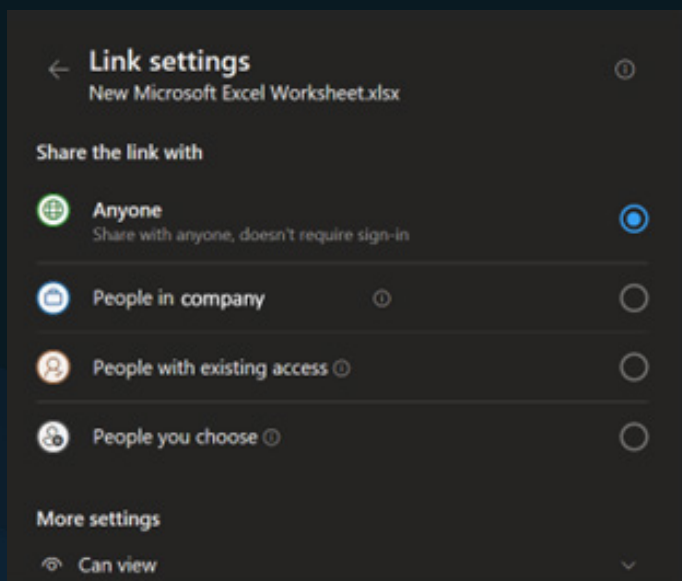 Link settings
New Microsoft Excel Worksheet.xlsx
Share the link with
Anyone
Share with anyone, doesn't require sign-in
People in company
People with existing access
People you choose
More settings
Can view